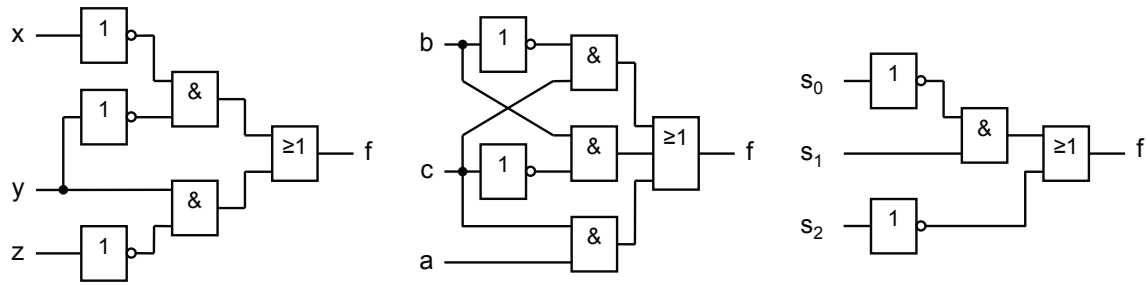 x 1
& 
y 1
z 1
&
≥1 f
b 1
&
c 1
&
a &
≥1 f
s₀ 1
s₁ &
s₂ 1
≥1 f